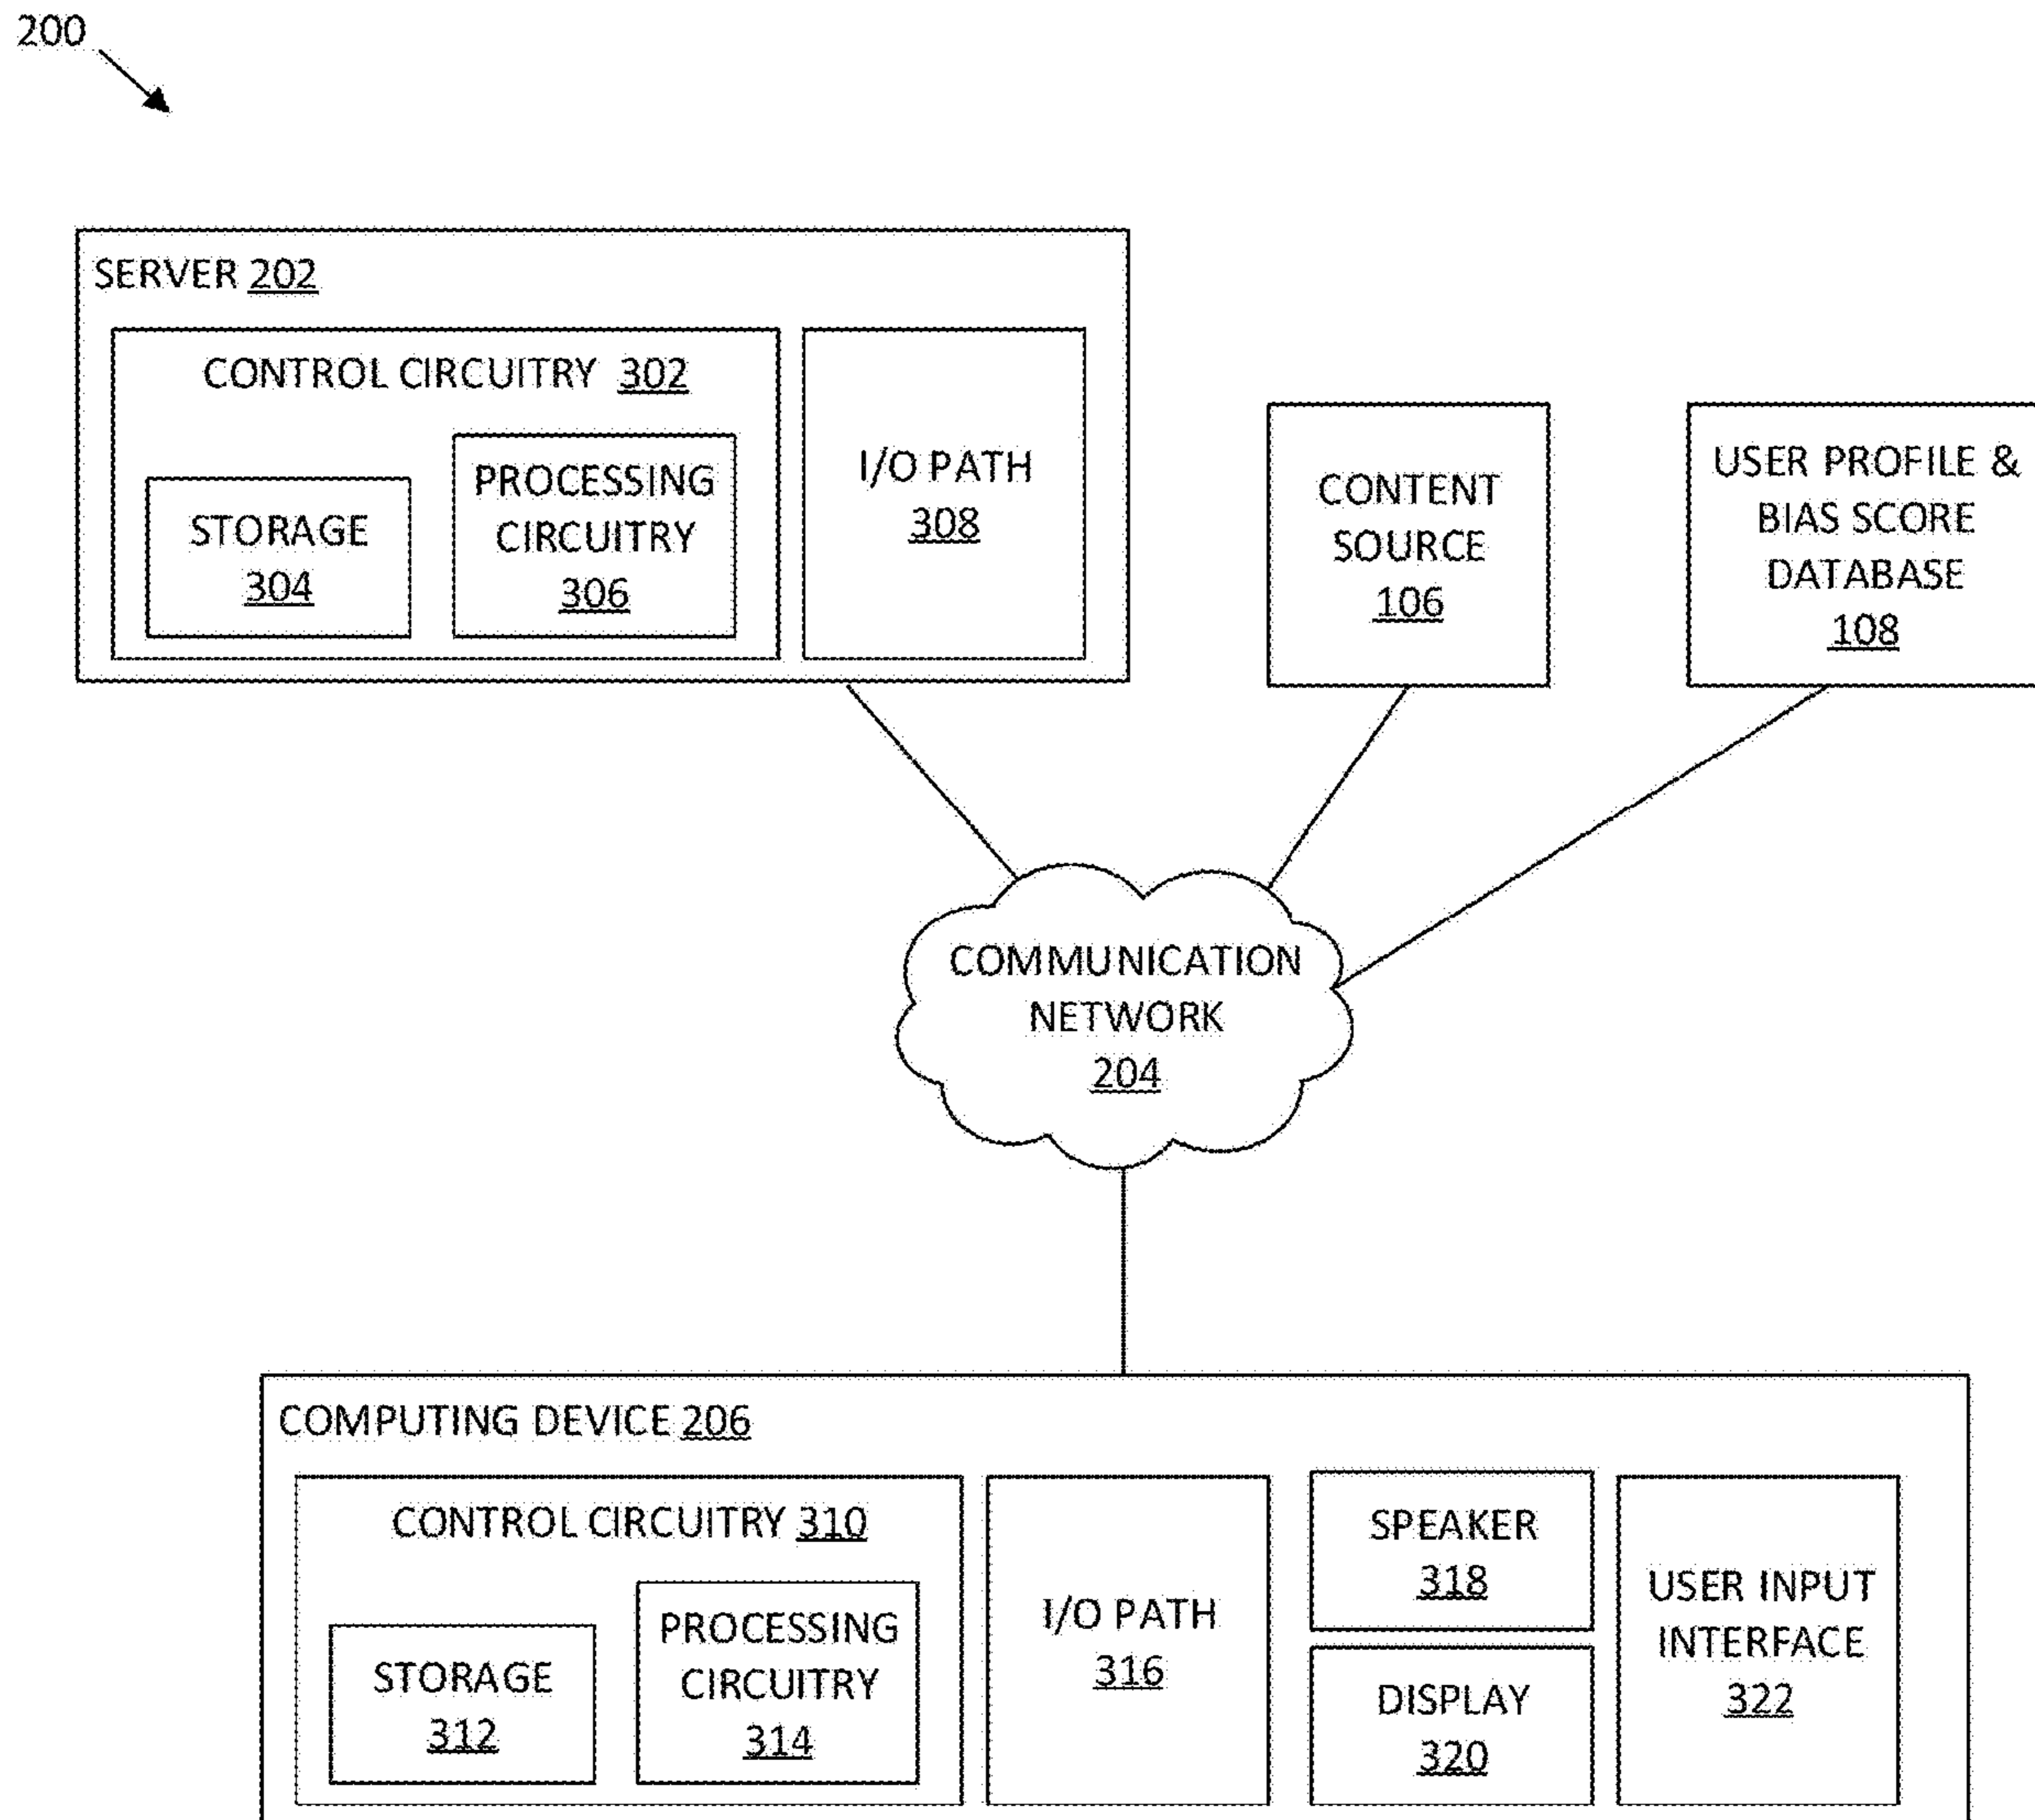 200
SERVER 202
CONTROL CIRCUITRY 302
STORAGE
304
PROCESSING
CIRCUITRY
306
I/O PATH
308
CONTENT
SOURCE
106
USER PROFILE &
BIAS SCORE
DATABASE
108
COMMUNICATION
NETWORK
204
COMPUTING DEVICE 206
CONTROL CIRCUITRY 310
STORAGE
312
PROCESSING
CIRCUITRY
314
I/O PATH
316
SPEAKER
318
DISPLAY
320
USER INPUT
INTERFACE
322